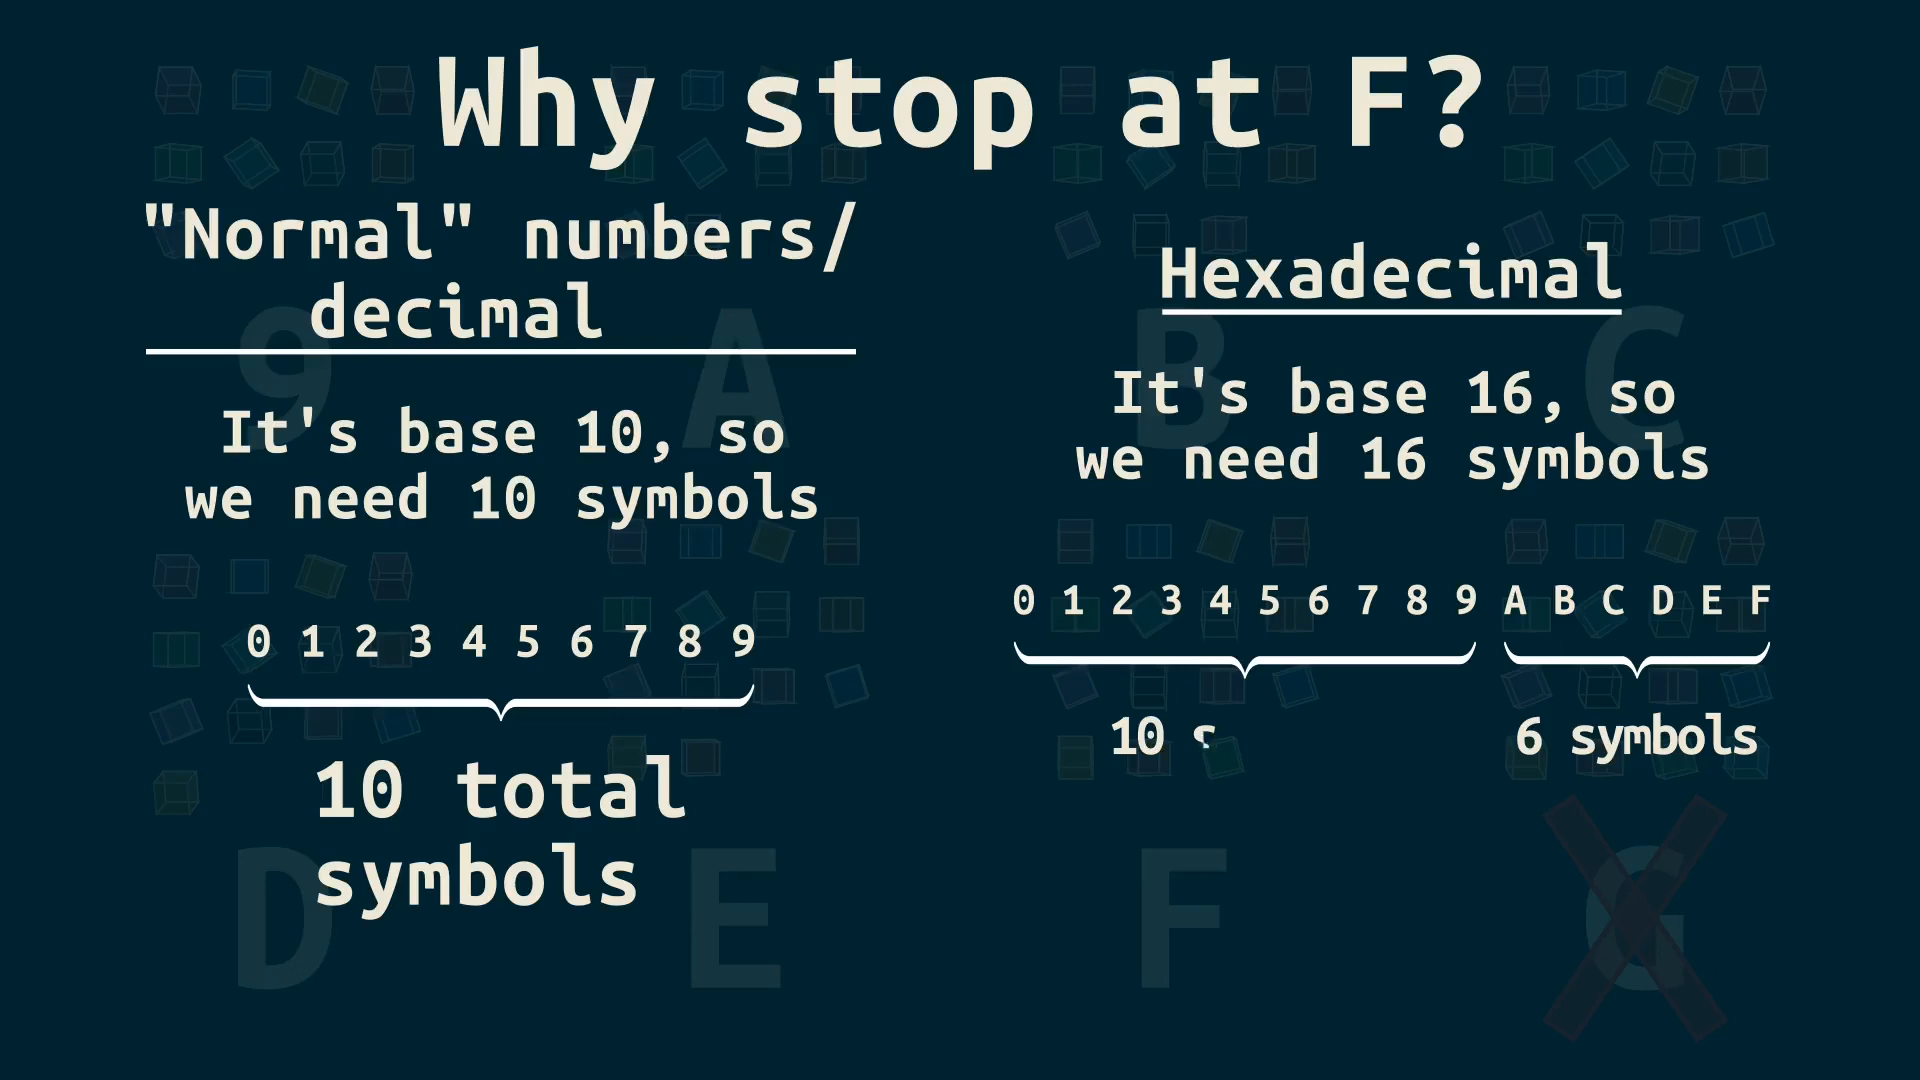 Why stop at F?
"Normal" numbers/
decimal
It's base 10, so
we need 10 symbols
0 1 2 3 4 5 6 7 8 9
10 total
symbols
Hexadecimal
It's base 16, so
we need 16 symbols
0 1 2 3 4 5 6 7 8 9 A B C D E F
10
6 symbols
9 A B C
D E F G